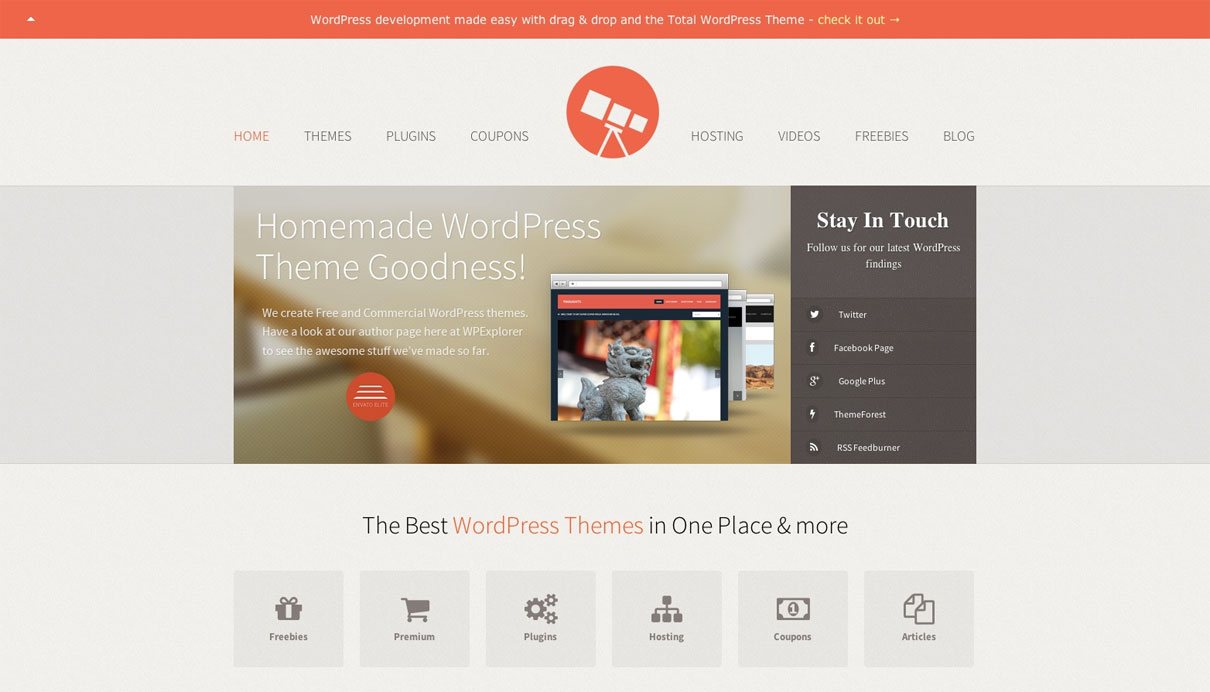 WordPress development made easy with drag & drop and the Total WordPress Theme - check it out →
HOME THEMES PLUGINS COUPONS HOSTING VIDEOS FREEBIES BLOG
Homemade WordPress
Theme Goodness!
We create Free and Commercial WordPress themes.
Have a look at our author page here at WPExplorer
to see the awesome stuff we've made so far.
ENVATO ELITE
Stay In Touch
Follow us for our latest WordPress
findings
Twitter
Facebook Page
Google Plus
ThemeForest
RSS Feedburner
The Best WordPress Themes in One Place & more
Freebies Premium Plugins Hosting Coupons Articles